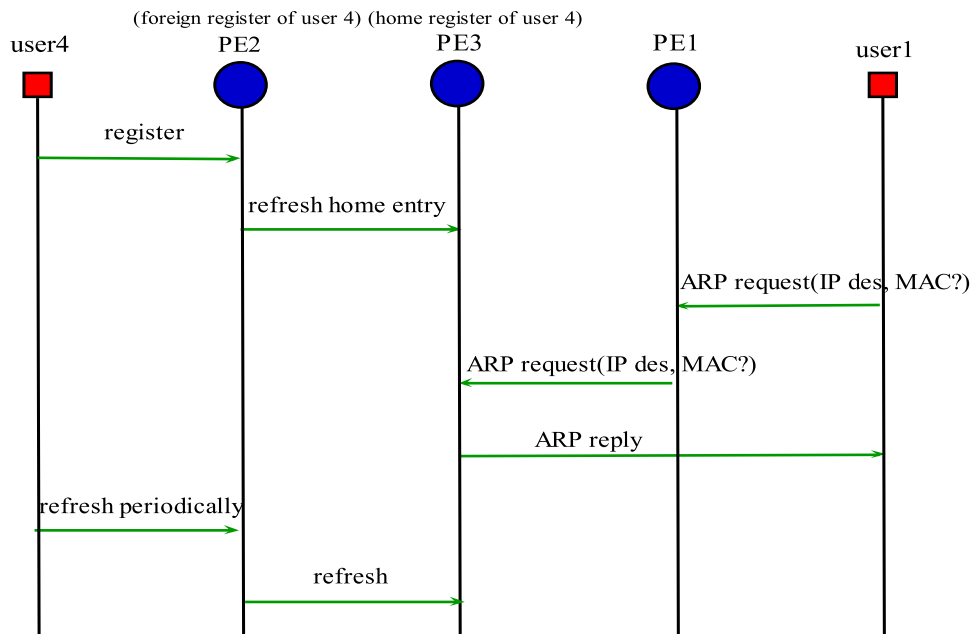 (foreign register of user 4) (home register of user 4)
user4 PE2 PE3 PE1 user1
register
refresh home entry
ARP request(IP des, MAC?)
ARP request(IP des, MAC?)
ARP reply
refresh periodically
refresh